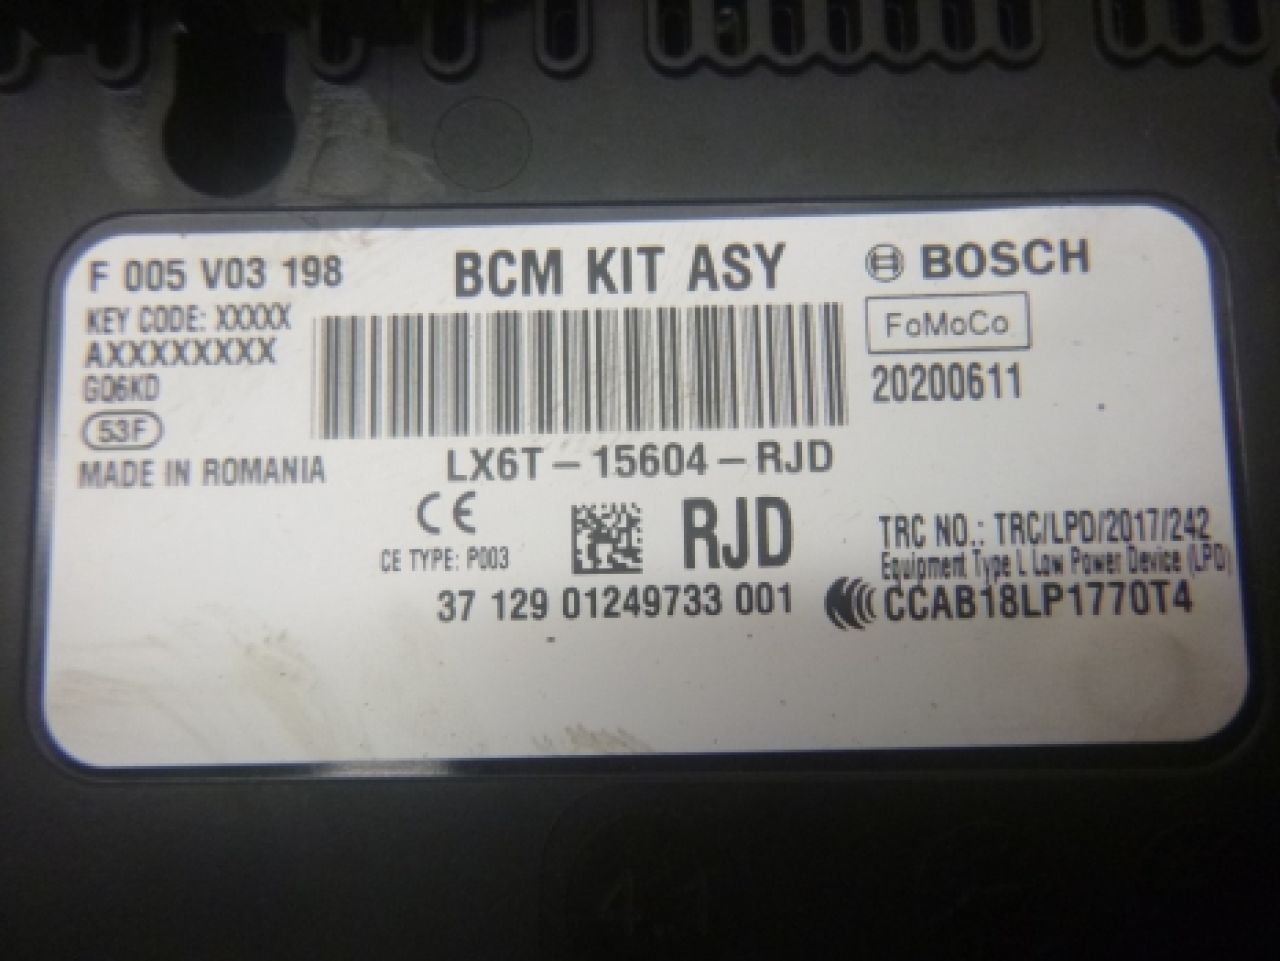 F 005 V03 198
BCM KIT ASY
BOSCH
KEY CODE: XXXXX
AXXXXXXXX
FoMoCo
GQ6KD
20200611
53F
MADE IN ROMANIA
LX6T-15604-RJD
CE
RJD
CE TYPE: P003
TRC NO.: TRC/LPD/2017/242
Equipment Type L Low Power Device (LPD)
37 129 01249733 001
CCAB18LP1770T4